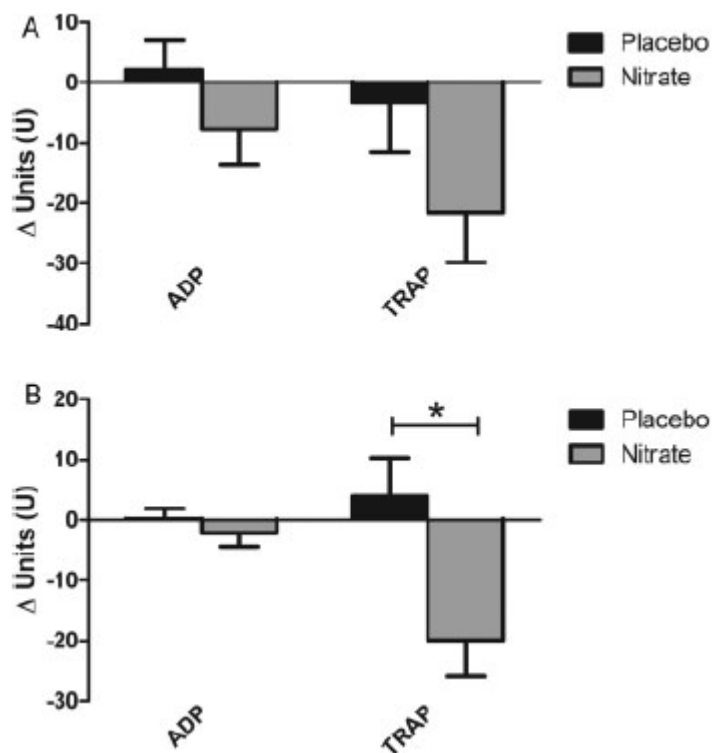 A
Δ Units (U)
10
0
-10
-20
-30
-40
ADP
TRAP
Placebo
Nitrate
B
Δ Units (U)
20
10
0
-10
-20
-30
*
ADP
TRAP
Placebo
Nitrate